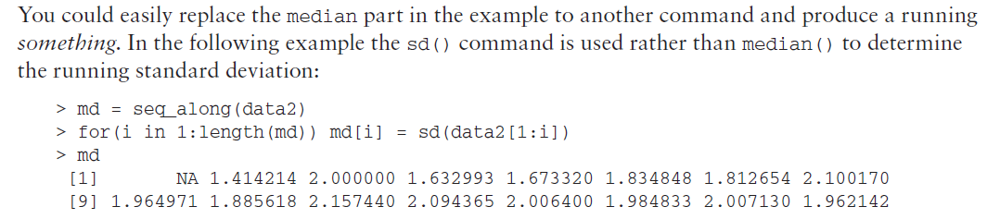 You could easily replace the median part in the example to another command and produce a running
something. In the following example the sd() command is used rather than median() to determine
the running standard deviation:
> md = seq_along(data2)
> for(i in 1:length(md)) md[i] = sd(data2[1:i])
> md
[1]       NA 1.414214 2.000000 1.632993 1.673320 1.834848 1.812654 2.100170
[9] 1.964971 1.885618 2.157440 2.094365 2.006400 1.984833 2.007130 1.962142